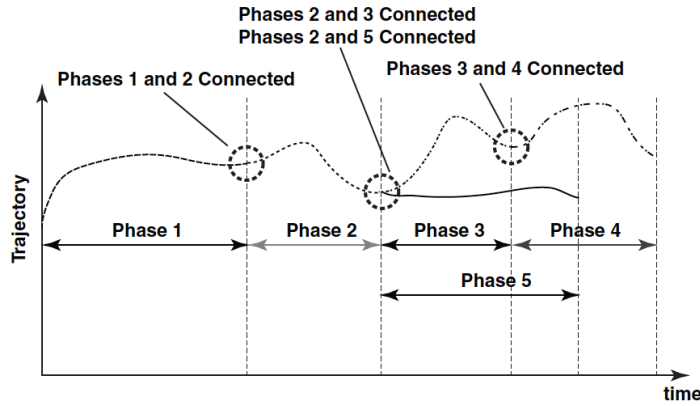 Phases 2 and 3 Connected
Phases 2 and 5 Connected
Phases 1 and 2 Connected
Phases 3 and 4 Connected
Trajectory
Phase 1
Phase 2
Phase 3
Phase 4
Phase 5
time